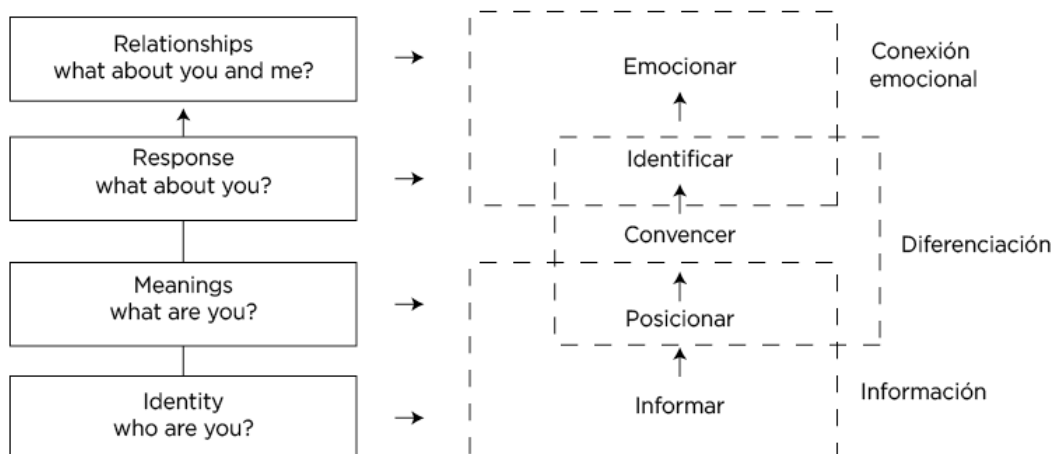 Relationships
what about you and me?
Emocionar
Conexión
emocional
Response
what about you?
Identificar
Convencer
Diferenciación
Meanings
what are you?
Posicionar
Identity
who are you?
Informar
Información